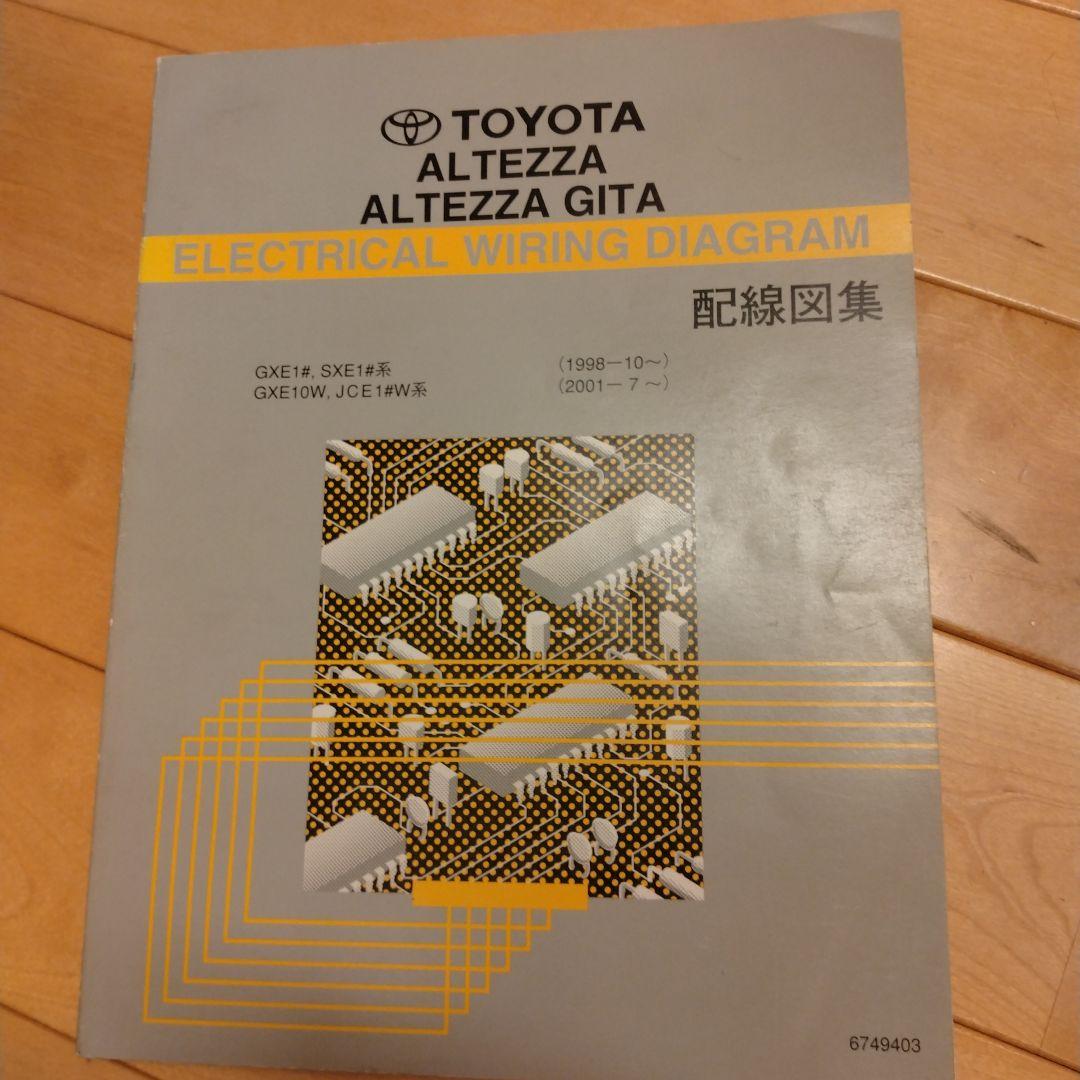 TOYOTA
ALTEZZA
ALTEZZA GITA
ELECTRICAL WIRING DIAGRAM
配線図集
GXE1#, SXE1#系 (1998－10～)
GXE10W, JCE1#W系 (2001－ 7 ～)
6749403